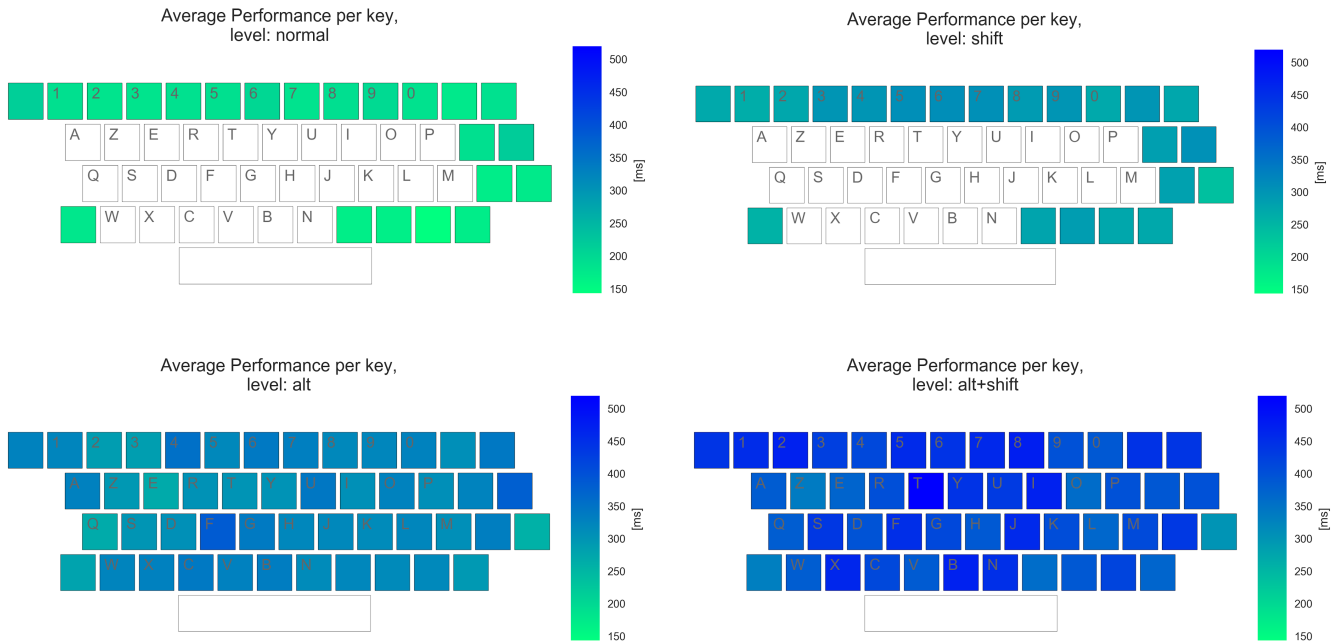 Average Performance per key,
level: normal
500
450
400
350
300
250
200
150
[ms]
1 2 3 4 5 6 7 8 9 0
A Z E R T Y U I O P
Q S D F G H J K L M
W X C V B N
Average Performance per key,
level: shift
500
450
400
350
300
250
200
150
[ms]
1 2 3 4 5 6 7 8 9 0
A Z E R T Y U I O P
Q S D F G H J K L M
W X C V B N
Average Performance per key,
level: alt
500
450
400
350
300
250
200
150
[ms]
1 2 3 4 5 6 7 8 9 0
A Z E R T Y U I O P
Q S D F G H J K L M
W X C V B N
Average Performance per key,
level: alt+shift
500
450
400
350
300
250
200
150
[ms]
1 2 3 4 5 6 7 8 9 0
A Z E R T Y U I O P
Q S D F G H J K L M
W X C V B N